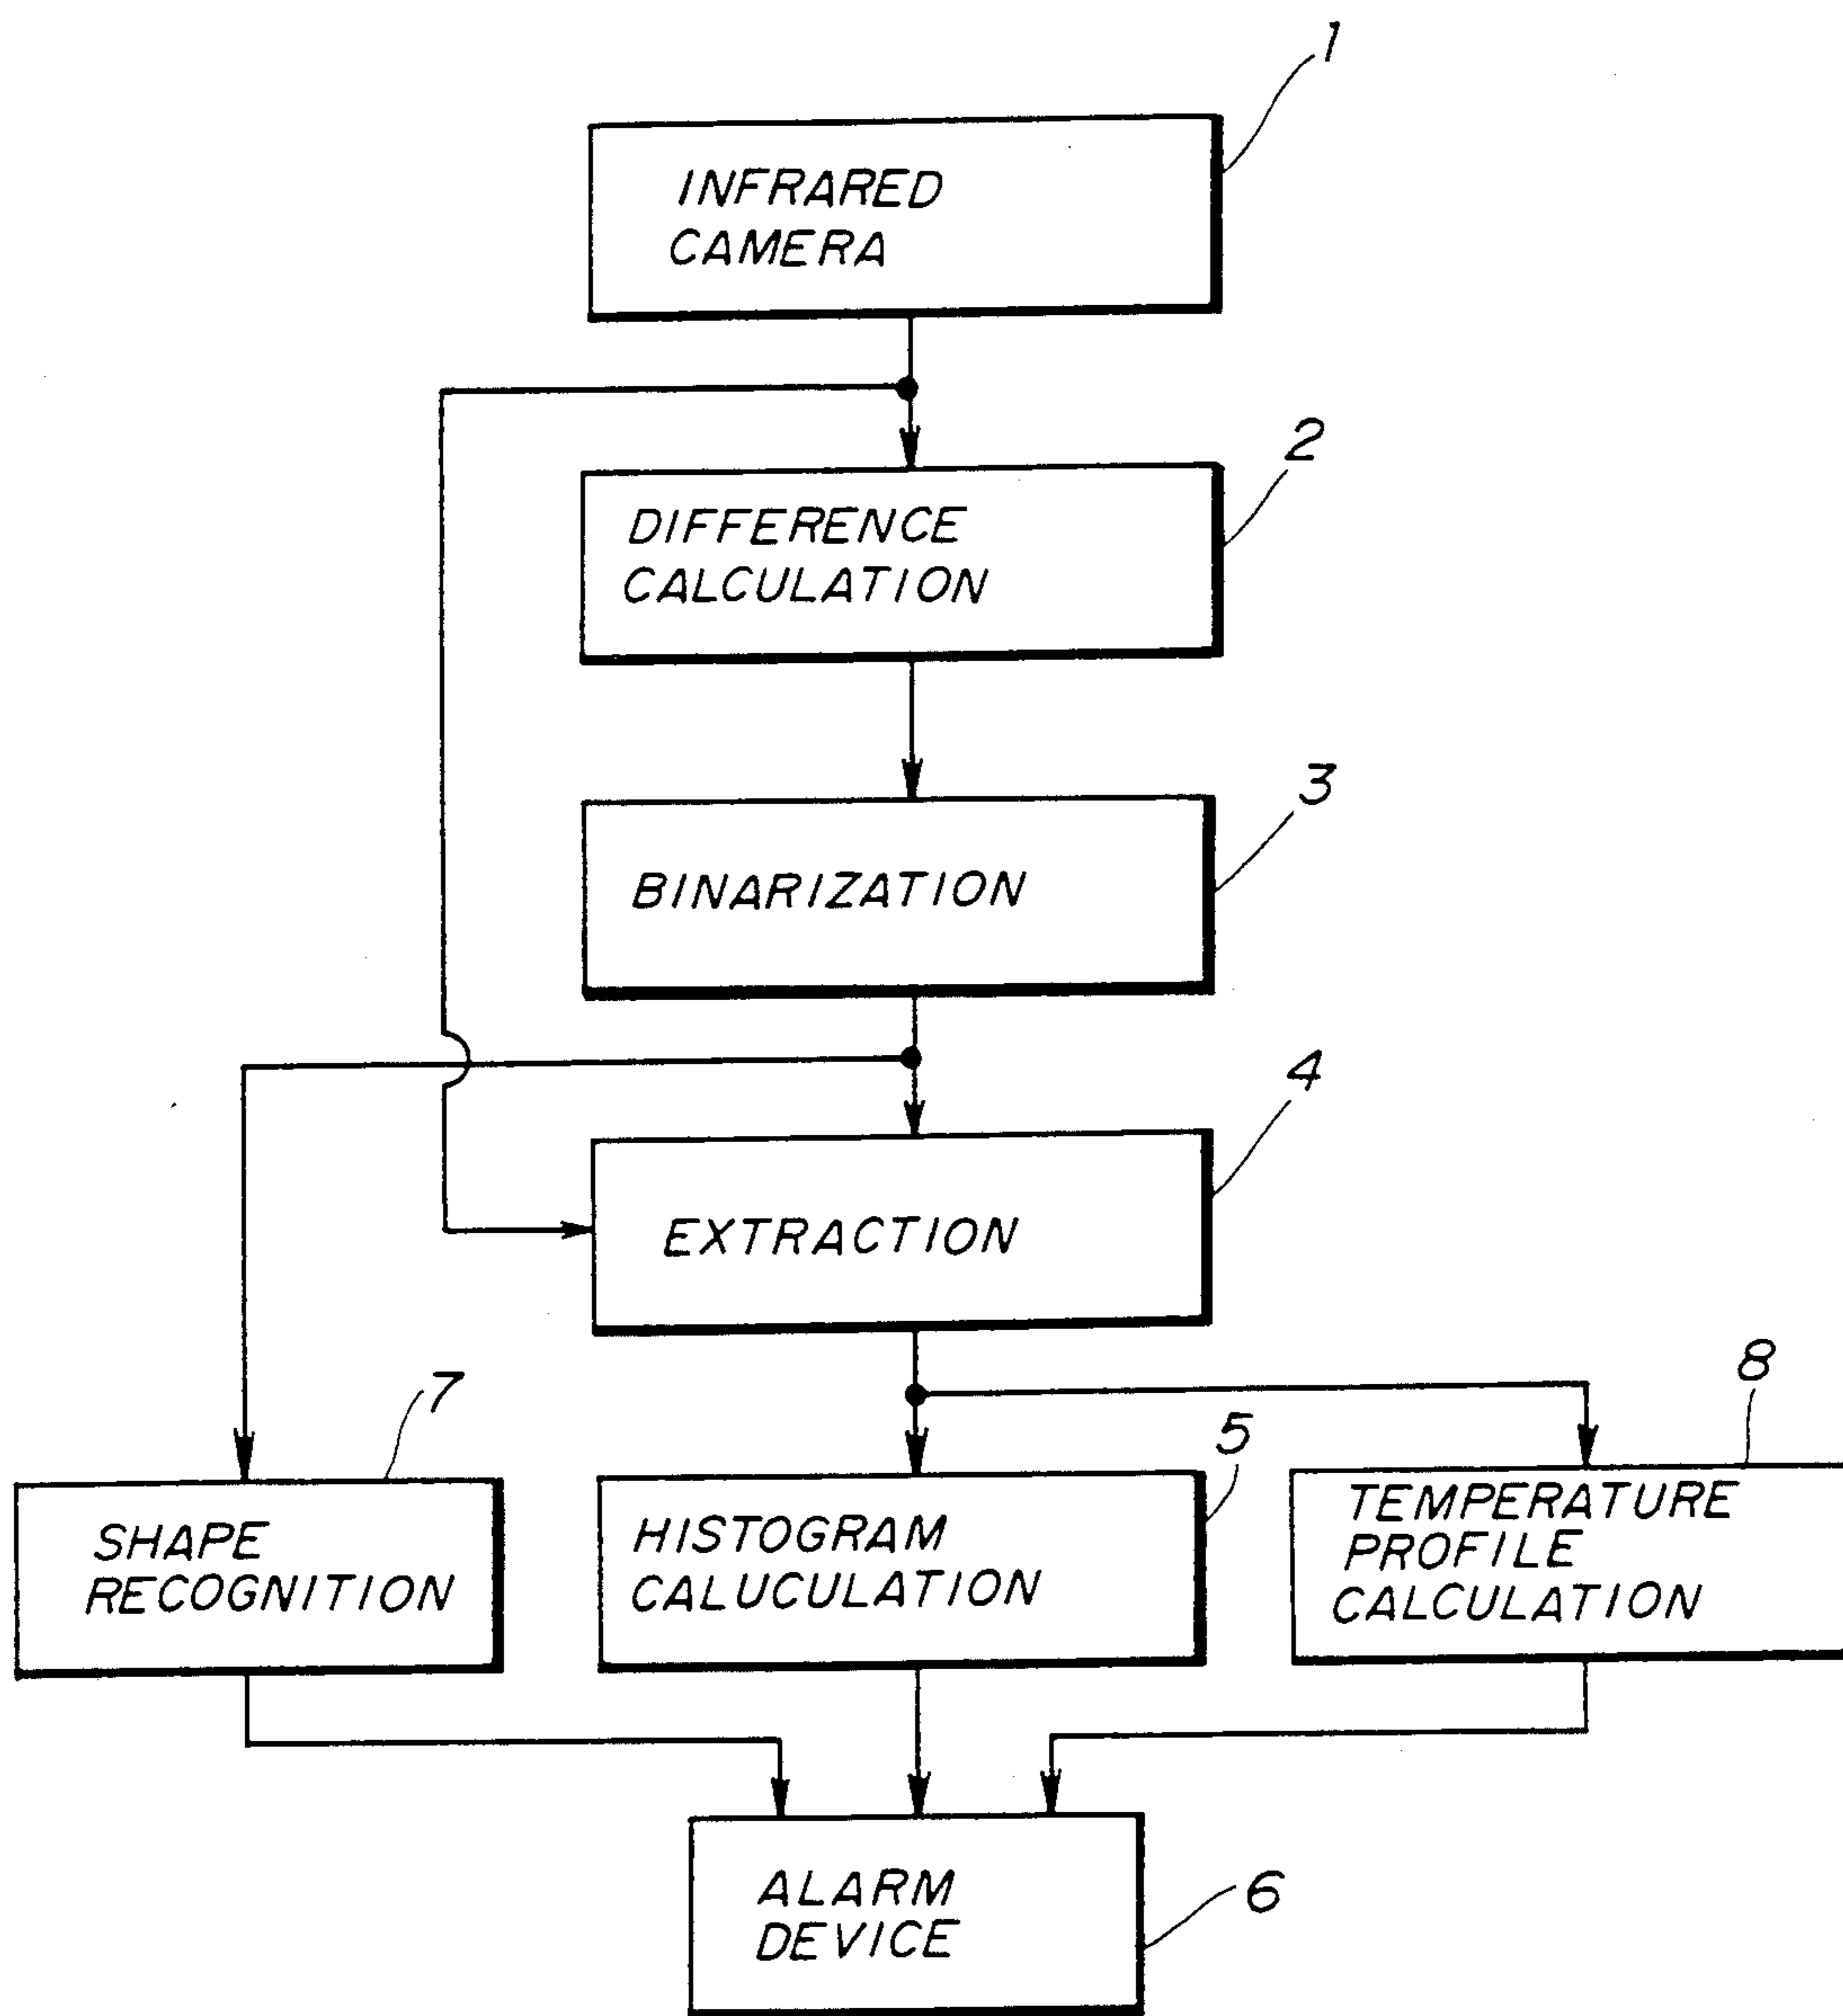 1
INFRARED
CAMERA
2
DIFFERENCE
CALCULATION
3
BINARIZATION
4
EXTRACTION
7
SHAPE
RECOGNITION
5
HISTOGRAM
CALUCULATION
8
TEMPERATURE
PROFILE
CALCULATION
ALARM
DEVICE
6